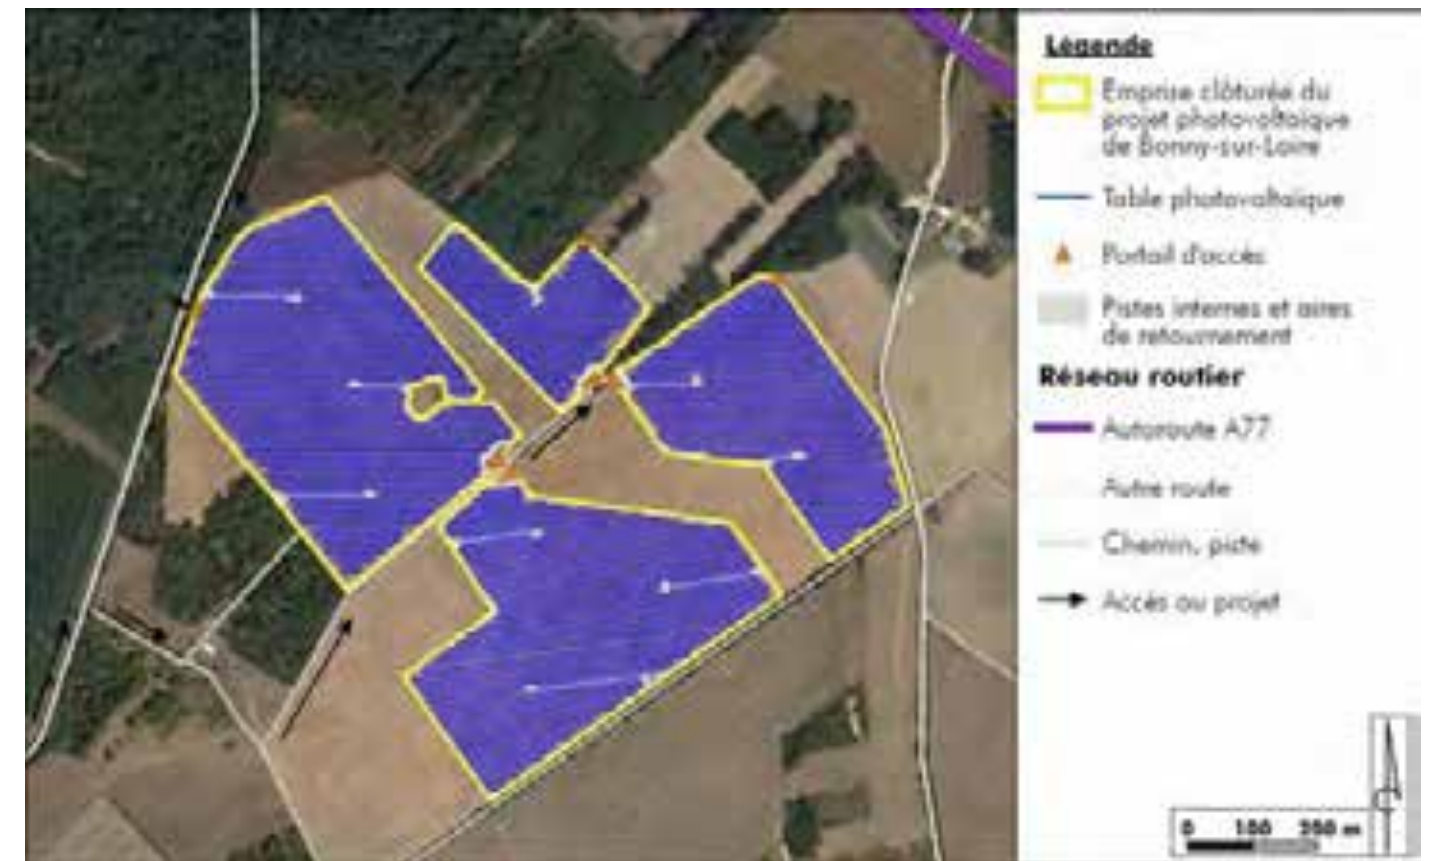 Légende
Emprise clôturée du
projet photovoltaïque
de Bonny-sur-Loire
Table photovoltaïque
Portail d'accès
Pistes internes et aires
de retournement
Réseau routier
Autoroute A77
Autre route
Chemin, piste
Accès au projet
0 100 200 m